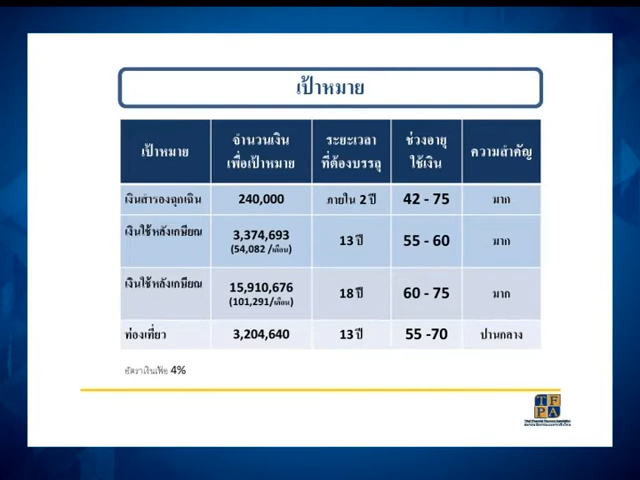 เป้าหมาย
เป้าหมาย จำนวนเงิน เพื่อเป้าหมาย ระยะเวลา ที่ต้องบรรลุ ช่วงอายุ ใช้เงิน ความสำคัญ
เงินสำรองฉุกเฉิน 240,000 ภายใน 2 ปี 42 - 75 มาก
เงินใช้หลังเกษียณ 3,374,693 13 ปี 55 - 60 มาก
(54,082 /เดือน)
เงินใช้หลังเกษียณ 15,910,676 18 ปี 60 - 75 มาก
(101,291/เดือน)
ท่องเที่ยว 3,204,640 13 ปี 55 -70 ปานกลาง
อัตราเงินเฟ้อ 4%
TF
PA